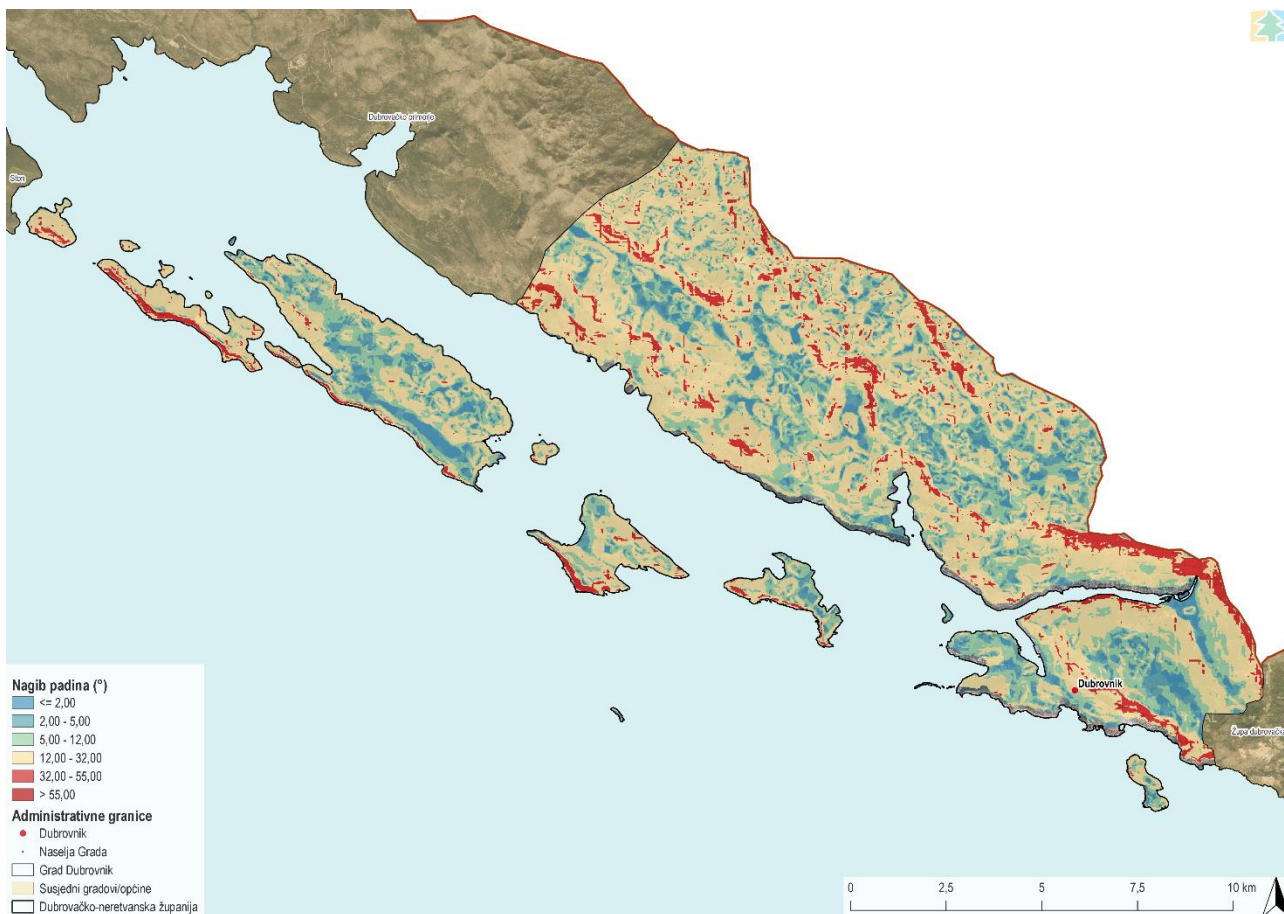 Dubrovačko primorje
Ston
Dubrovnik
Župa dubrovačka
Nagib padina (°)
<= 2,00
2,00 - 5,00
5,00 - 12,00
12,00 - 32,00
32,00 - 55,00
> 55,00
Administrativne granice
Dubrovnik
Naselja Grada
Grad Dubrovnik
Susjedni gradovi/općine
Dubrovačko-neretvanska županija
0 2,5 5 7,5 10 km